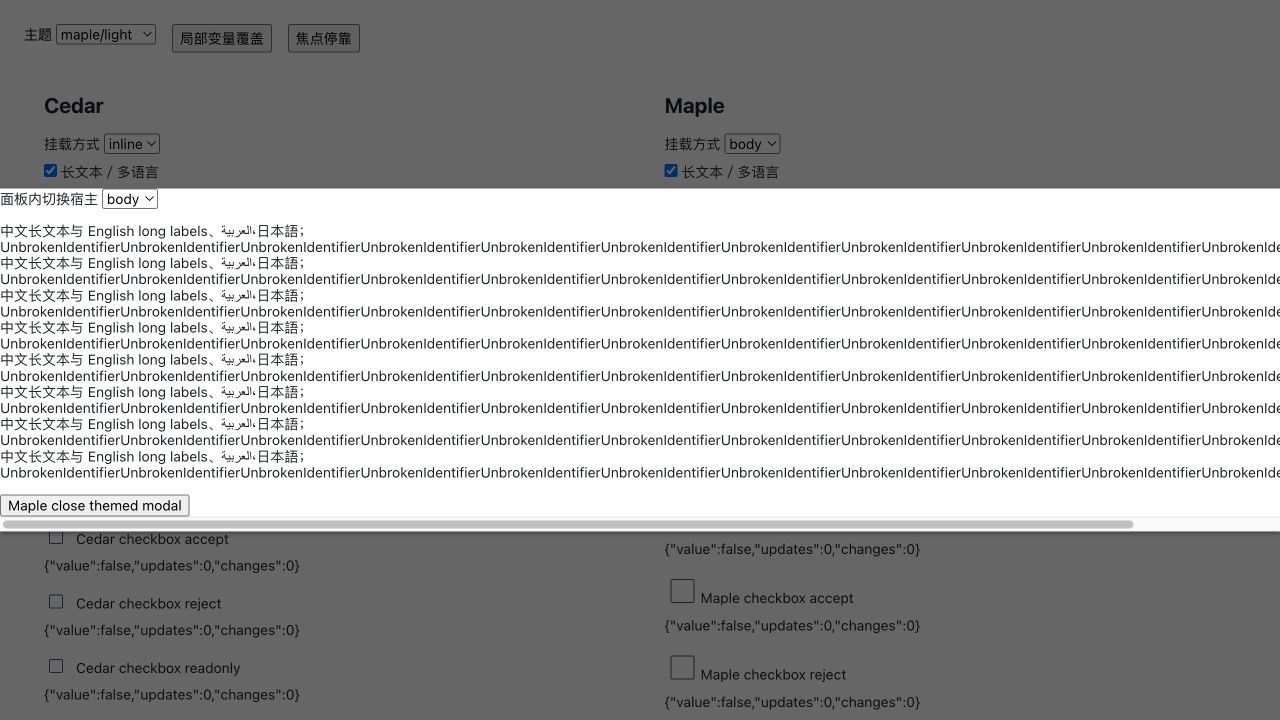 主题 maple/light 局部变量覆盖 焦点停靠
Cedar Maple
挂载方式 inline 挂载方式 body
长文本 / 多语言 长文本 / 多语言
面板内切换宿主 body
中文长文本与 English long labels、العربية،日本語；
UnbrokenIdentifierUnbrokenIdentifierUnbrokenIdentifierUnbrokenIdentifierUnbrokenIdentifierUnbrokenIdentifierUnbrokenIdentifierUnbrokenIdentifierUnbrokenIdentifierUnbrokenIdentifierUnbrokenIde
中文长文本与 English long labels、العربية،日本語；
UnbrokenIdentifierUnbrokenIdentifierUnbrokenIdentifierUnbrokenIdentifierUnbrokenIdentifierUnbrokenIdentifierUnbrokenIdentifierUnbrokenIdentifierUnbrokenIdentifierUnbrokenIdentifierUnbrokenIde
中文长文本与 English long labels、العربية،日本語；
UnbrokenIdentifierUnbrokenIdentifierUnbrokenIdentifierUnbrokenIdentifierUnbrokenIdentifierUnbrokenIdentifierUnbrokenIdentifierUnbrokenIdentifierUnbrokenIdentifierUnbrokenIdentifierUnbrokenIde
中文长文本与 English long labels、العربية،日本語；
UnbrokenIdentifierUnbrokenIdentifierUnbrokenIdentifierUnbrokenIdentifierUnbrokenIdentifierUnbrokenIdentifierUnbrokenIdentifierUnbrokenIdentifierUnbrokenIdentifierUnbrokenIdentifierUnbrokenIde
中文长文本与 English long labels、العربية،日本語；
UnbrokenIdentifierUnbrokenIdentifierUnbrokenIdentifierUnbrokenIdentifierUnbrokenIdentifierUnbrokenIdentifierUnbrokenIdentifierUnbrokenIdentifierUnbrokenIdentifierUnbrokenIdentifierUnbrokenIde
中文长文本与 English long labels、العربية،日本語；
UnbrokenIdentifierUnbrokenIdentifierUnbrokenIdentifierUnbrokenIdentifierUnbrokenIdentifierUnbrokenIdentifierUnbrokenIdentifierUnbrokenIdentifierUnbrokenIdentifierUnbrokenIdentifierUnbrokenIde
中文长文本与 English long labels、العربية،日本語；
UnbrokenIdentifierUnbrokenIdentifierUnbrokenIdentifierUnbrokenIdentifierUnbrokenIdentifierUnbrokenIdentifierUnbrokenIdentifierUnbrokenIdentifierUnbrokenIdentifierUnbrokenIdentifierUnbrokenIde
中文长文本与 English long labels、العربية،日本語；
UnbrokenIdentifierUnbrokenIdentifierUnbrokenIdentifierUnbrokenIdentifierUnbrokenIdentifierUnbrokenIdentifierUnbrokenIdentifierUnbrokenIdentifierUnbrokenIdentifierUnbrokenIdentifierUnbrokenIde
Maple close themed modal
Cedar checkbox accept
{"value":false,"updates":0,"changes":0}
Cedar checkbox reject
{"value":false,"updates":0,"changes":0}
Cedar checkbox readonly
{"value":false,"updates":0,"changes":0}
{"value":false,"updates":0,"changes":0}
Maple checkbox accept
{"value":false,"updates":0,"changes":0}
Maple checkbox reject
{"value":false,"updates":0,"changes":0}